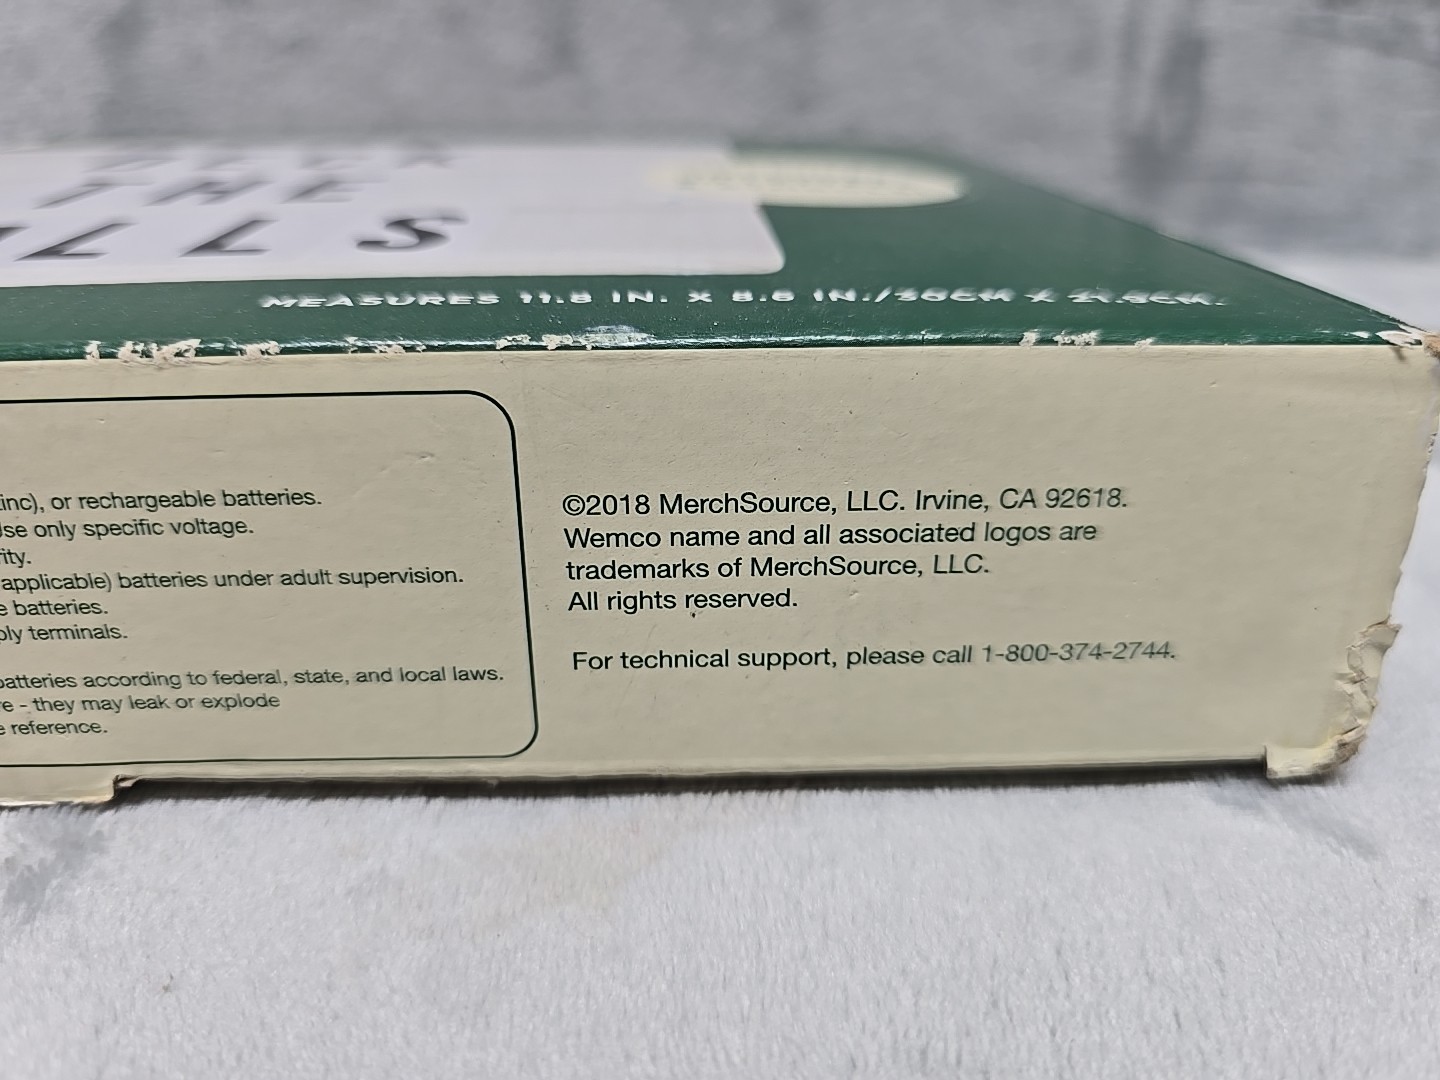 THE
LLS
MEASURES 11.8 IN. X 8.6 IN./30CM X 21.9CM.
inc), or rechargeable batteries.
Jse only specific voltage.
rity.
applicable) batteries under adult supervision.
e batteries.
ply terminals.
batteries according to federal, state, and local laws.
re - they may leak or explode
e reference.
©2018 MerchSource, LLC. Irvine, CA 92618.
Wemco name and all associated logos are
trademarks of MerchSource, LLC.
All rights reserved.
For technical support, please call 1-800-374-2744.